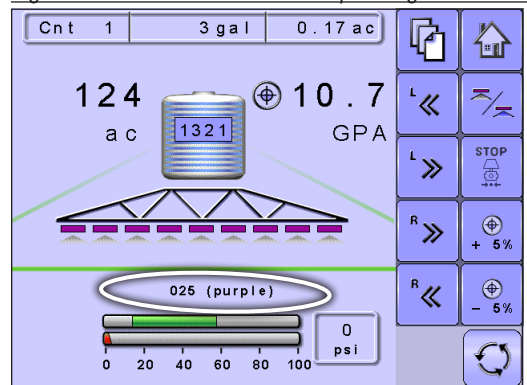 Cnt 1 3 gal 0.17 ac
124 ac
10.7 GPA
1321
025 (purple)
0 psi
0 20 40 60 80 100
L
L
R
R
STOP
+ 5%
- 5%